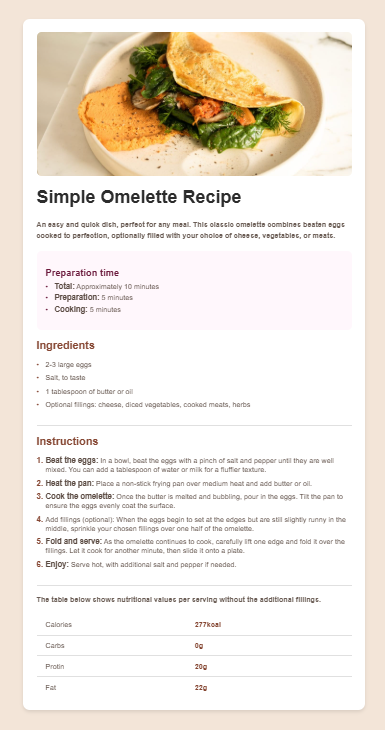 Simple Omelette Recipe
An easy and quick dish, perfect for any meal. This classic omelette combines beaten eggs
cooked to perfection, optionally filled with your choice of cheese, vegetables, or meats.
Preparation time
• Total: Approximately 10 minutes
• Preparation: 5 minutes
• Cooking: 5 minutes
Ingredients
• 2-3 large eggs
• Salt, to taste
• 1 tablespoon of butter or oil
• Optional fillings: cheese, diced vegetables, cooked meats, herbs
Instructions
1. Beat the eggs: In a bowl, beat the eggs with a pinch of salt and pepper until they are well
mixed. You can add a tablespoon of water or milk for a fluffier texture.
2. Heat the pan: Place a non-stick frying pan over medium heat and add butter or oil.
3. Cook the omelette: Once the butter is melted and bubbling, pour in the eggs. Tilt the pan to
ensure the eggs evenly coat the surface.
4. Add fillings (optional): When the eggs begin to set at the edges but are still slightly runny in the
middle, sprinkle your chosen fillings over one half of the omelette.
5. Fold and serve: As the omelette continues to cook, carefully lift one edge and fold it over the
fillings. Let it cook for another minute, then slide it onto a plate.
6. Enjoy: Serve hot, with additional salt and pepper if needed.
The table below shows nutritional values per serving without the additional fillings.
Calories 277kcal
Carbs 0g
Protin 20g
Fat 22g